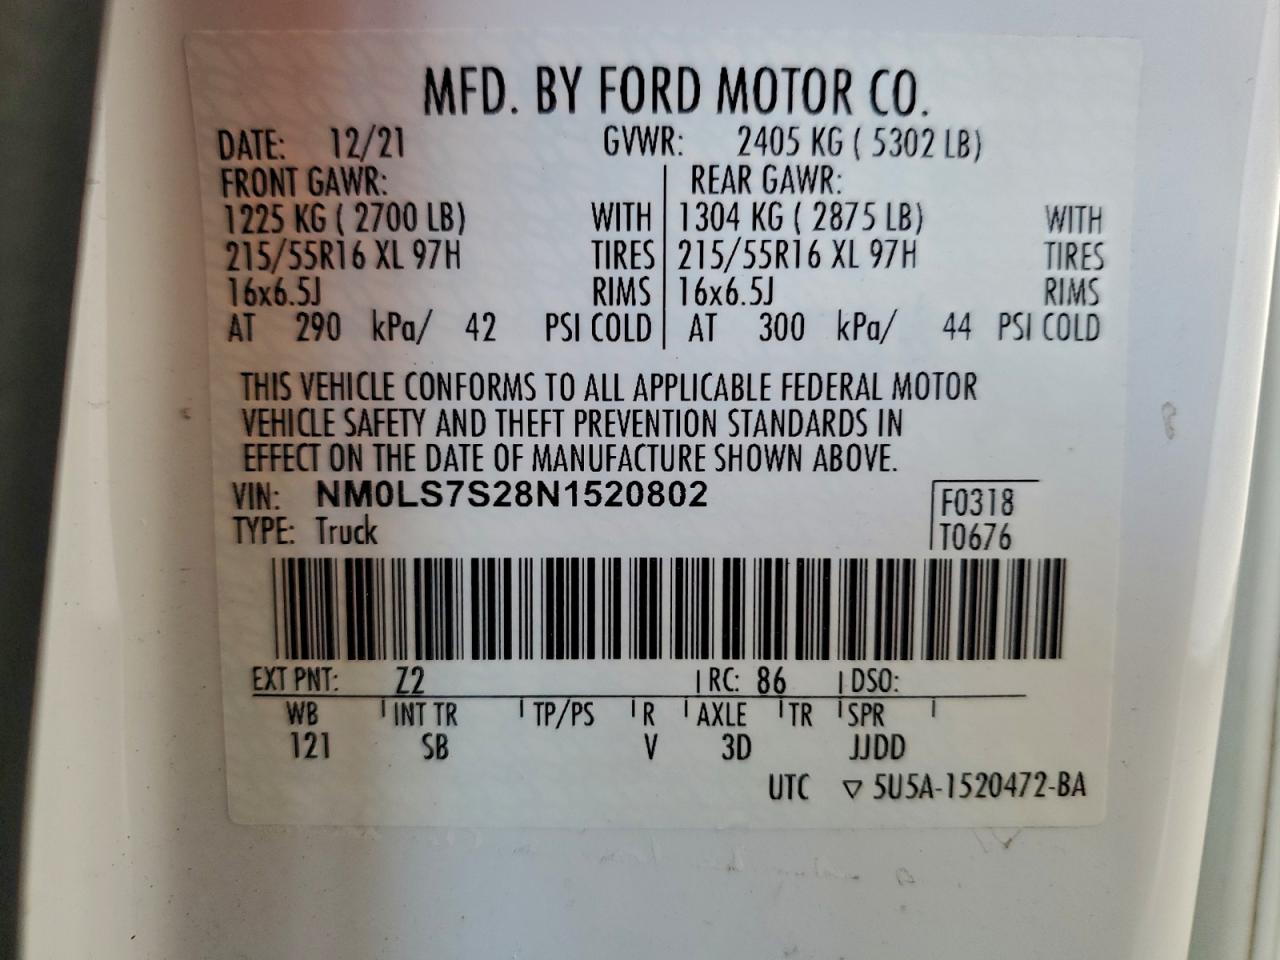 MFD. BY FORD MOTOR CO.
DATE: 12/21 GVWR: 2405 KG ( 5302 LB)
FRONT GAWR: REAR GAWR:
1225 KG ( 2700 LB) WITH 1304 KG ( 2875 LB) WITH
215/55R16 XL 97H TIRES 215/55R16 XL 97H TIRES
16x6.5J RIMS 16x6.5J RIMS
AT 290 kPa/ 42 PSI COLD AT 300 kPa/ 44 PSI COLD
THIS VEHICLE CONFORMS TO ALL APPLICABLE FEDERAL MOTOR
VEHICLE SAFETY AND THEFT PREVENTION STANDARDS IN
EFFECT ON THE DATE OF MANUFACTURE SHOWN ABOVE.
VIN: NM0LS7S28N1520802 F0318
TYPE: Truck T0676
EXT PNT: Z2 RC: 86 DSO:
WB INT TR TP/PS R AXLE TR SPR
121 SB V 3D JJDD
UTC ▽ 5U5A-1520472-BA